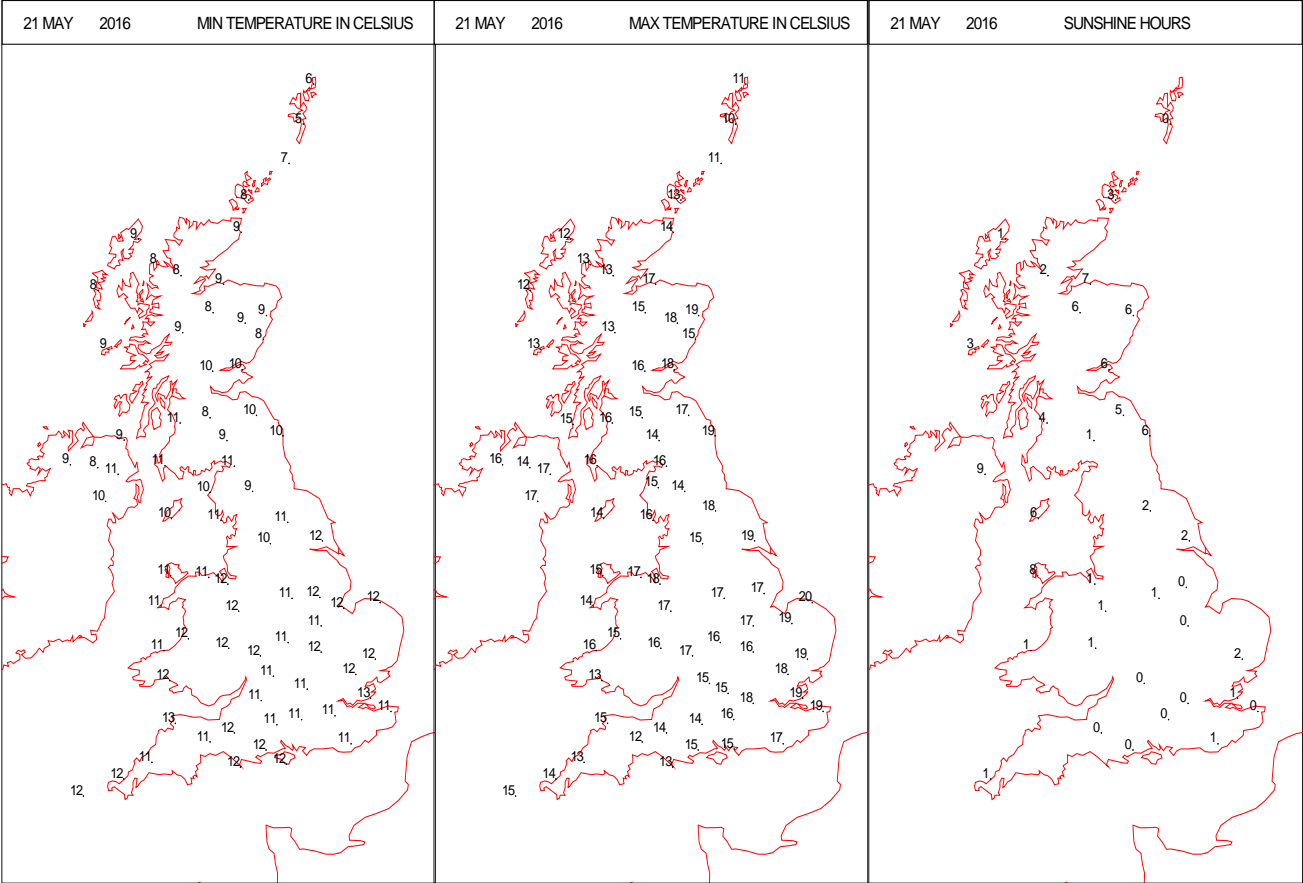 21 MAY 2016 MIN TEMPERATURE IN CELSIUS
6
5
7
8
9
9
8 8
8 9
8 9 9
9 8
9
10 10
11 8 10
9 9 10
9 8 11 11 11
10 10 9
10 11 11
10 12
11 11 12
11 12 11 12 12 12
11
11 12 12 11 12
12 12
12 11 12
11 11 13 11
13 12 11 11 11
11 12 11
11 12 12
12
12
21 MAY 2016 MAX TEMPERATURE IN CELSIUS
11
10
11
13
14
12
13 13
12 17
15 18 19
13 15
13
16 18
15 16 15 17
14 19
16 14 17 16 16
17 15 14
14 16 18
15 19
15 17 18
14 17 17 17 20
17 19
16 15 16 16 16
17 19
13 15 15 18
18 19 19
15 14 14 16
12 15 15 17
13 13
14
15
21 MAY 2016 SUNSHINE HOURS
0
3
1
2 7
6 6
3
6
4 5
1 6
9
6 2
2
8 1 0
1 1
0
1 1 2
0
0 1 0
0 0
0 1
1